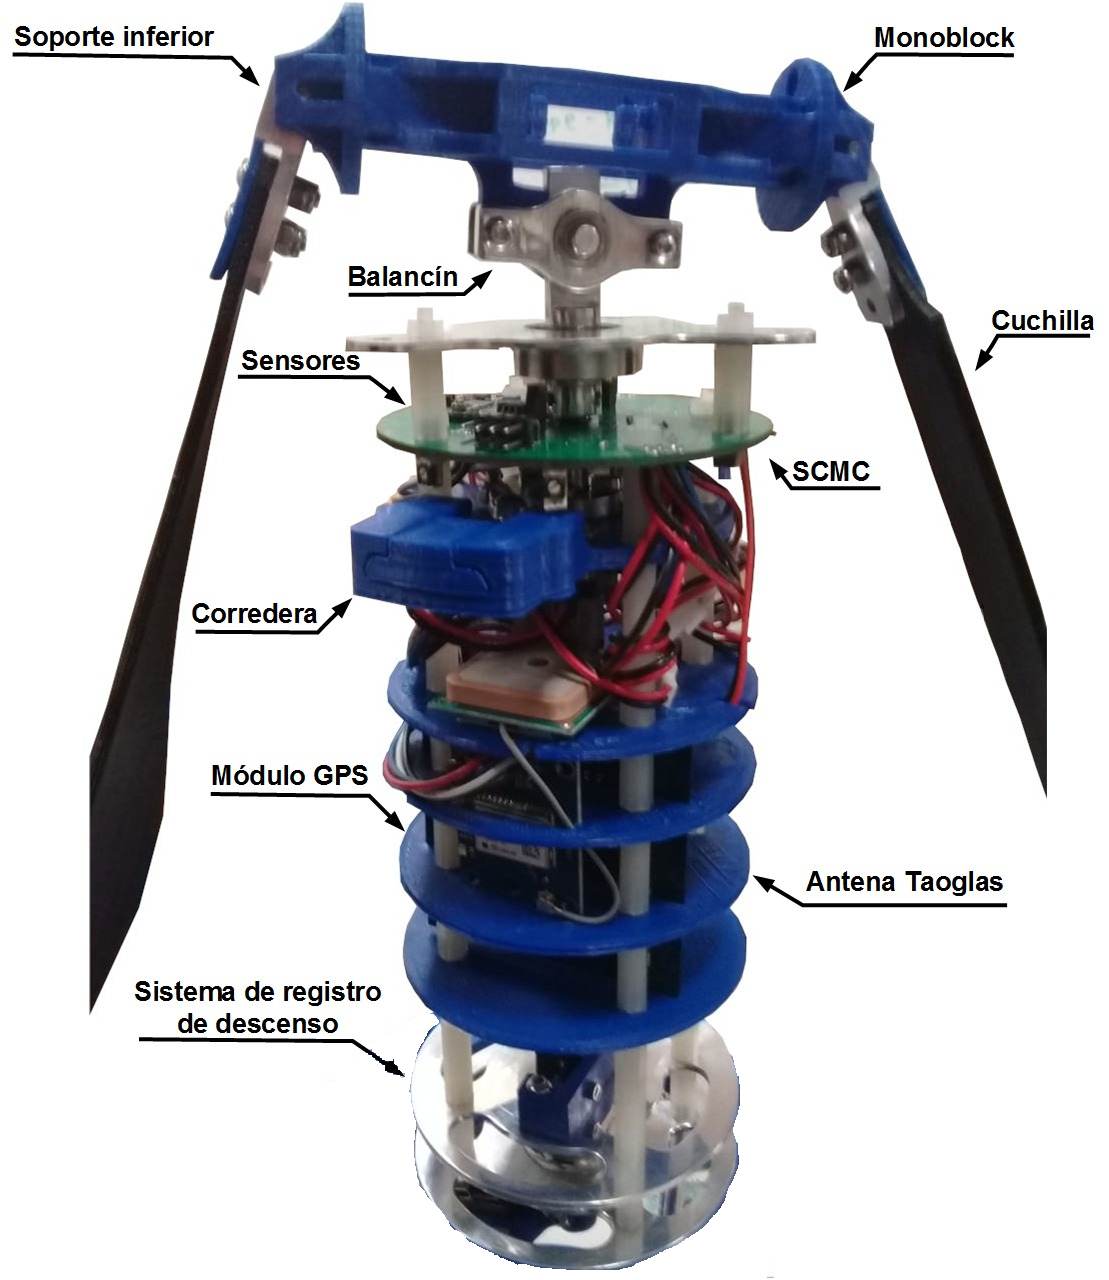 Soporte inferior
Monoblock
Balancín
Cuchilla
Sensores
SCMC
Corredera
Módulo GPS
Antena Taoglas
Sistema de registro
de descenso